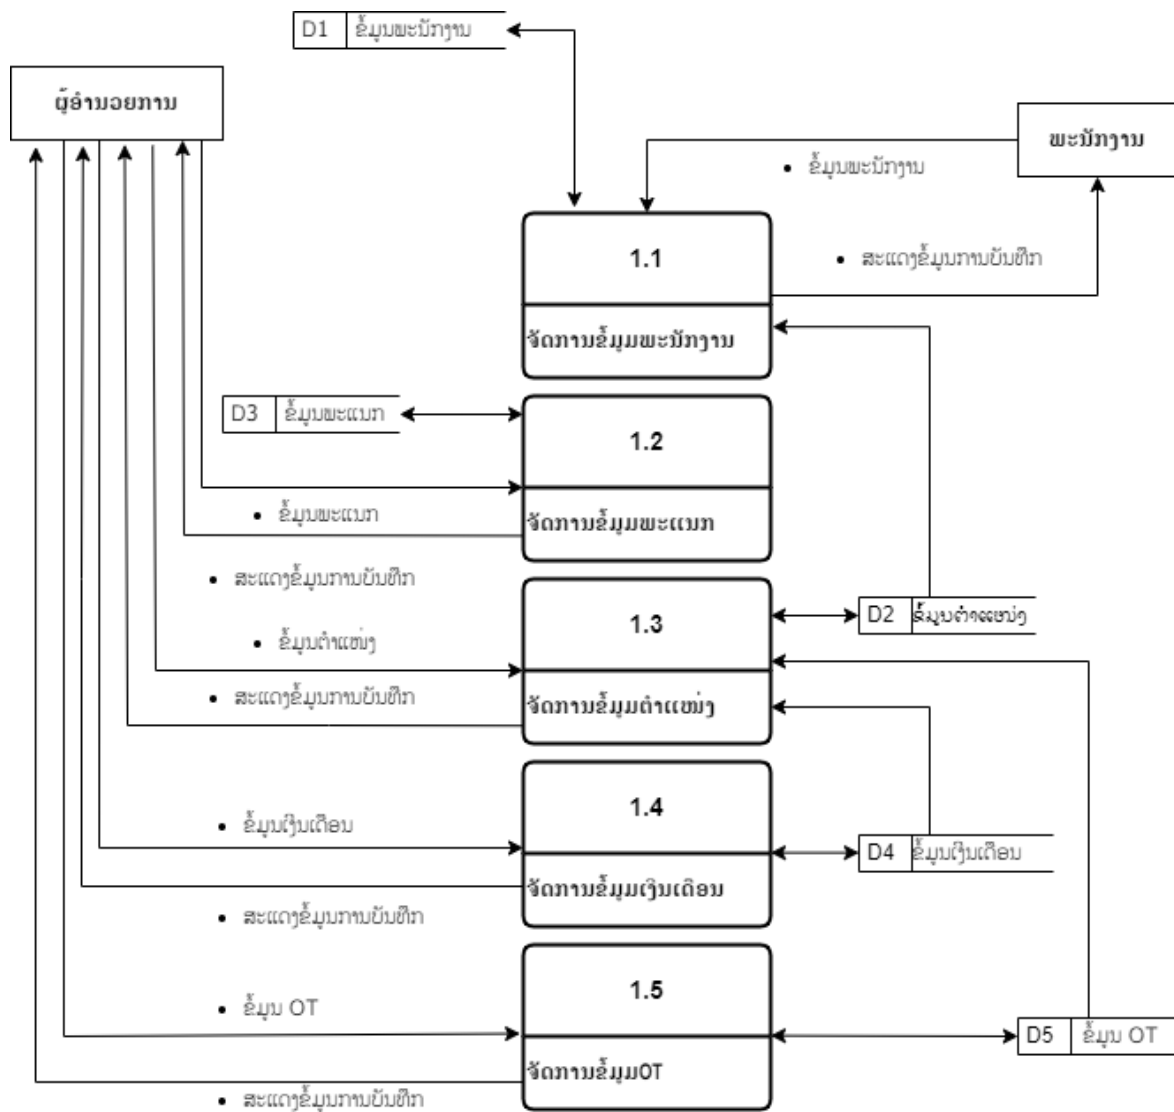 D1 ຂໍ້ມູນພະນັກງານ
ຜູ້ອຳນວຍການ
ພະນັກງານ
• ຂໍ້ມູນພະນັກງານ
1.1
• ສະແດງຂໍ້ມູນການບັນທຶກ
ຈັດການຂໍ້ມູນພະນັກງານ
D3 ຂໍ້ມູນພະແນກ
1.2
• ຂໍ້ມູນພະແນກ
ຈັດການຂໍ້ມູນພະແນກ
• ສະແດງຂໍ້ມູນການບັນທຶກ
1.3
D2 ຂໍ້ມູນຕຳແໜ່ງ
• ຂໍ້ມູນຕຳແໜ່ງ
• ສະແດງຂໍ້ມູນການບັນທຶກ
ຈັດການຂໍ້ມູນຕຳແໜ່ງ
1.4
• ຂໍ້ມູນເງິນເດືອນ
D4 ຂໍ້ມູນເງິນເດືອນ
ຈັດການຂໍ້ມູນເງິນເດືອນ
• ສະແດງຂໍ້ມູນການບັນທຶກ
1.5
• ຂໍ້ມູນ OT
D5 ຂໍ້ມູນ OT
ຈັດການຂໍ້ມູນOT
• ສະແດງຂໍ້ມູນການບັນທຶກ